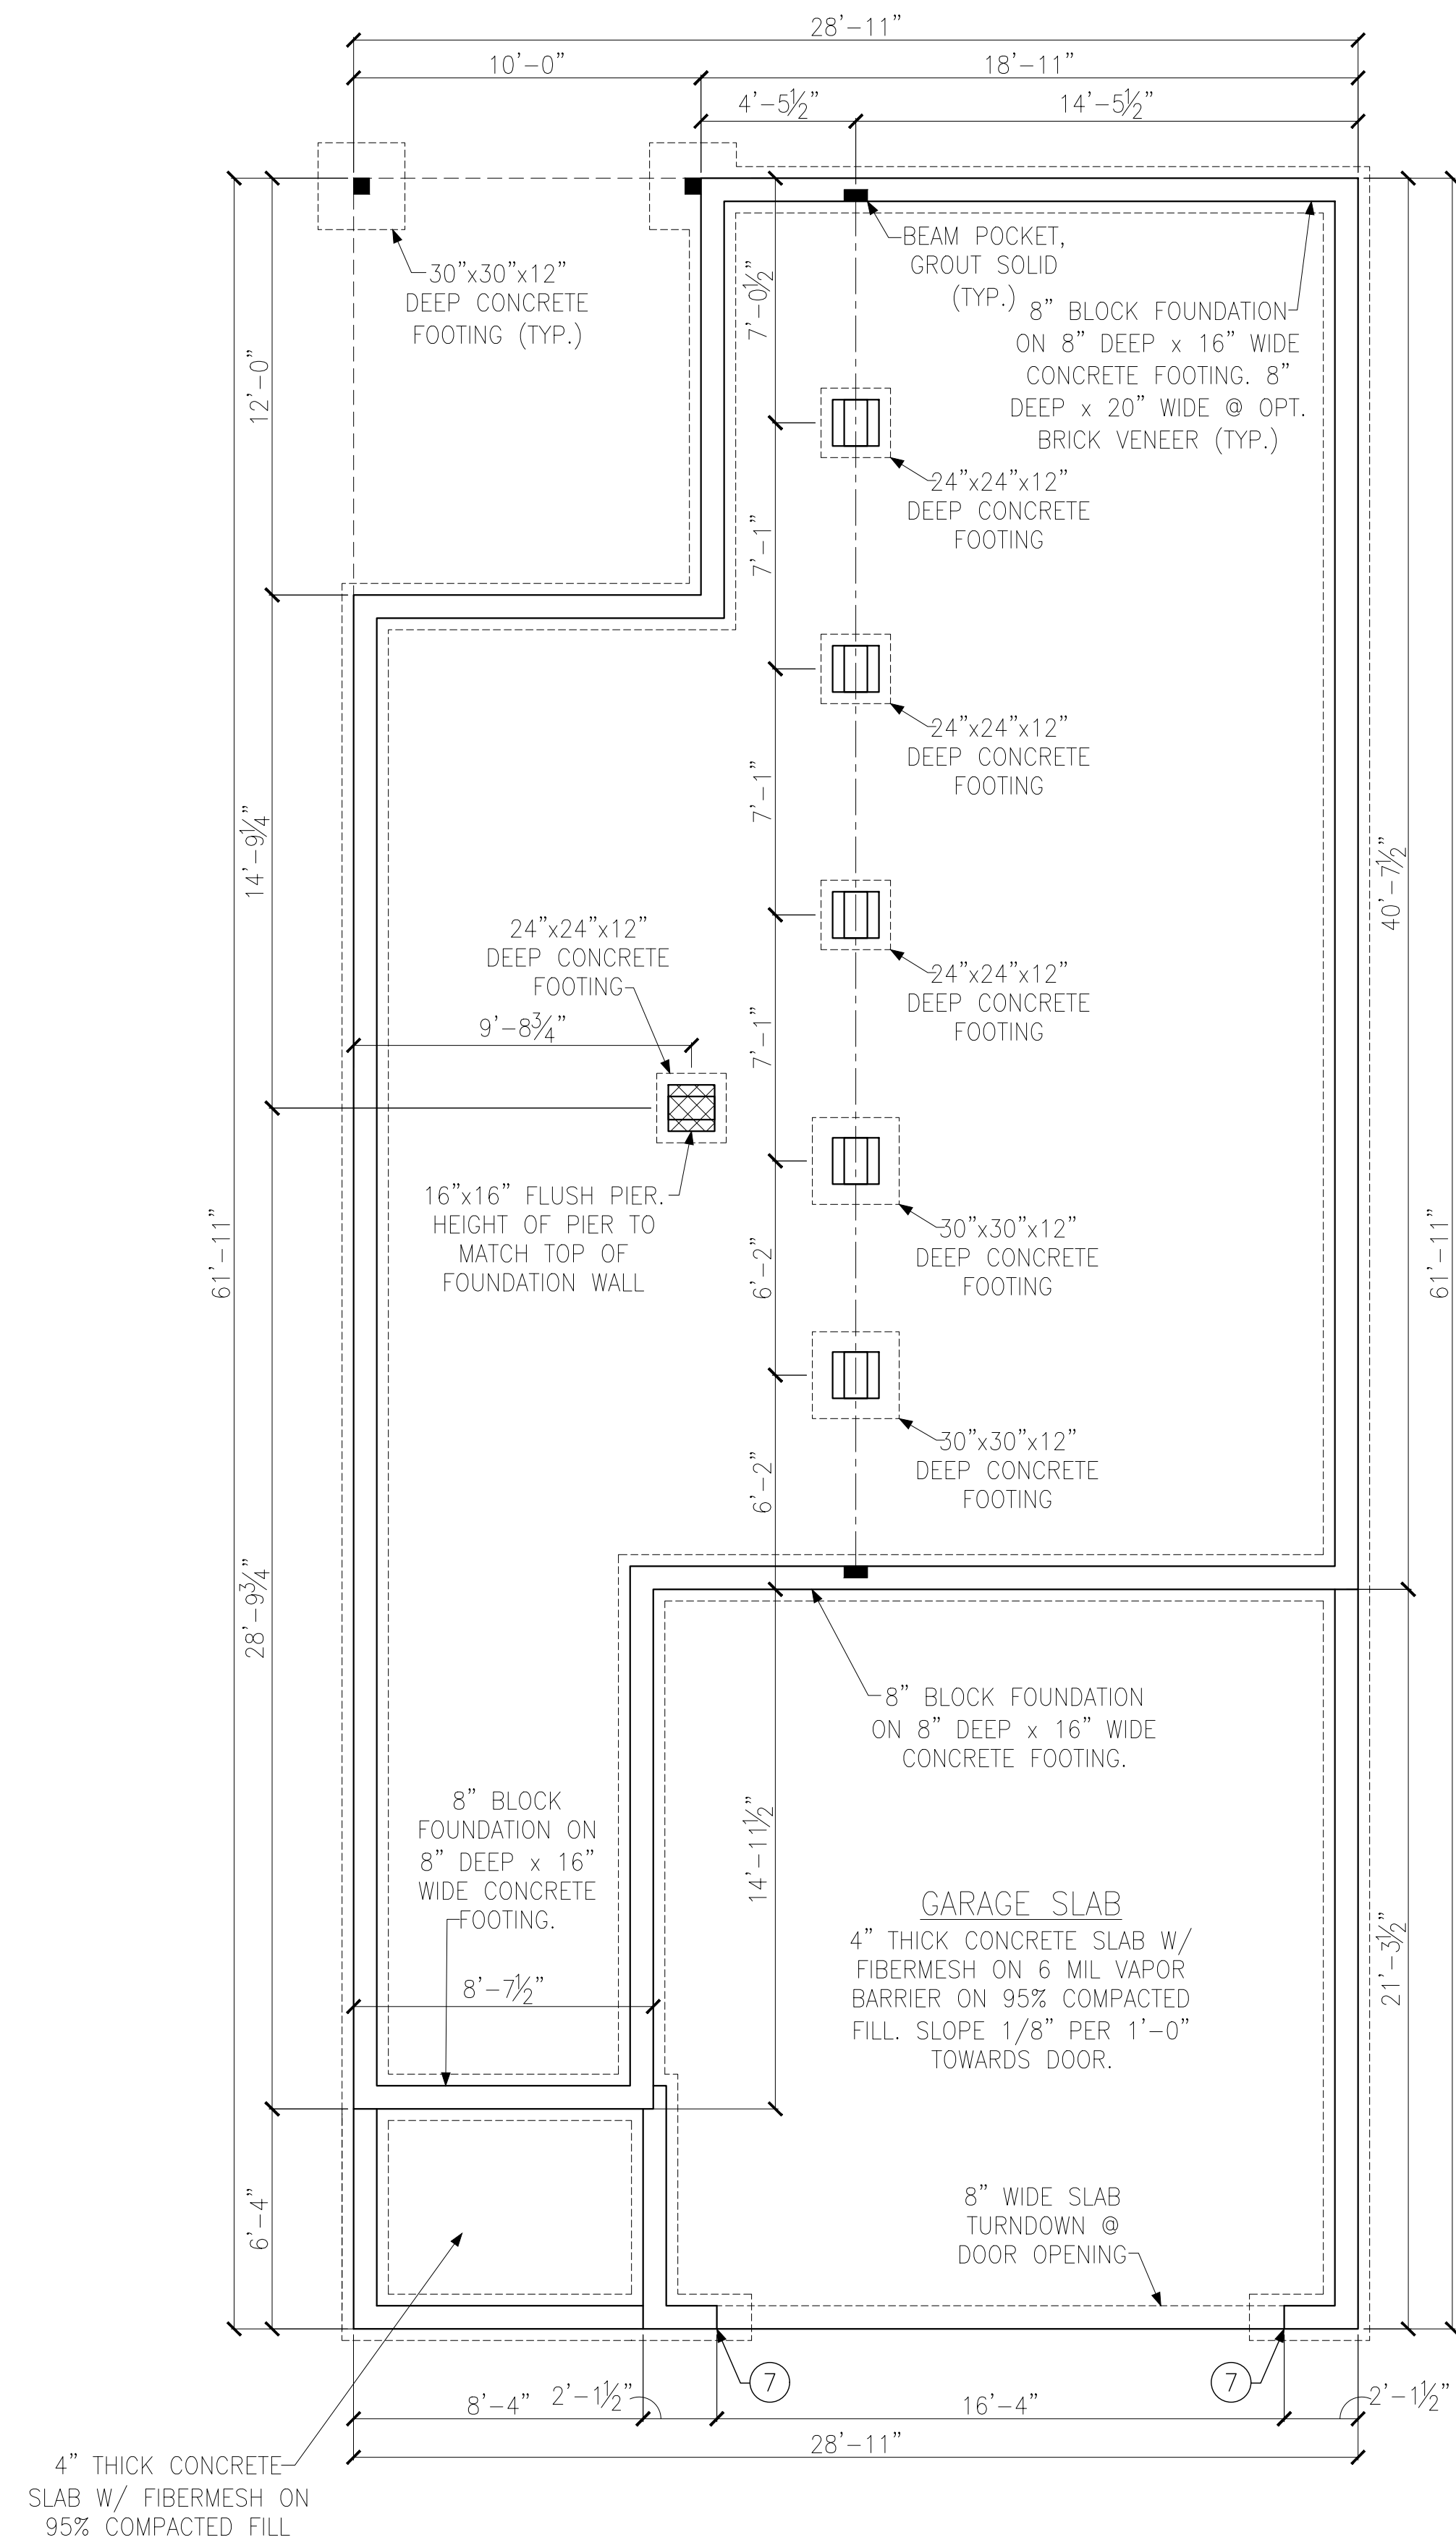 28'-11"
10'-0"
18'-11"
4'-5½"
14'-5½"
30"x30"x12"
DEEP CONCRETE
FOOTING (TYP.)
BEAM POCKET,
GROUT SOLID
(TYP.)
8" BLOCK FOUNDATION
ON 8" DEEP x 16" WIDE
CONCRETE FOOTING. 8"
DEEP x 20" WIDE @ OPT.
BRICK VENEER (TYP.)
7'-0½"
12'-0"
24"x24"x12"
DEEP CONCRETE
FOOTING
7'-1"
24"x24"x12"
DEEP CONCRETE
FOOTING
7'-1"
14'-9¼"
40'-7½"
24"x24"x12"
DEEP CONCRETE
FOOTING
24"x24"x12"
DEEP CONCRETE
FOOTING
9'-8¾"
7'-1"
16"x16" FLUSH PIER.
HEIGHT OF PIER TO
MATCH TOP OF
FOUNDATION WALL
61'-11"
61'-11"
30"x30"x12"
DEEP CONCRETE
FOOTING
6'-2"
30"x30"x12"
DEEP CONCRETE
FOOTING
6'-2"
28'-9¾"
8" BLOCK FOUNDATION
ON 8" DEEP x 16" WIDE
CONCRETE FOOTING.
8" BLOCK
FOUNDATION ON
8" DEEP x 16"
WIDE CONCRETE
FOOTING.
14'-11½"
GARAGE SLAB
4" THICK CONCRETE SLAB W/
FIBERMESH ON 6 MIL VAPOR
BARRIER ON 95% COMPACTED
FILL. SLOPE 1/8" PER 1'-0"
TOWARDS DOOR.
21'-3½"
8'-7½"
6'-4"
8" WIDE SLAB
TURNDOWN @
DOOR OPENING
7
7
8'-4"
2'-1½"
16'-4"
2'-1½"
28'-11"
4" THICK CONCRETE
SLAB W/ FIBERMESH ON
95% COMPACTED FILL